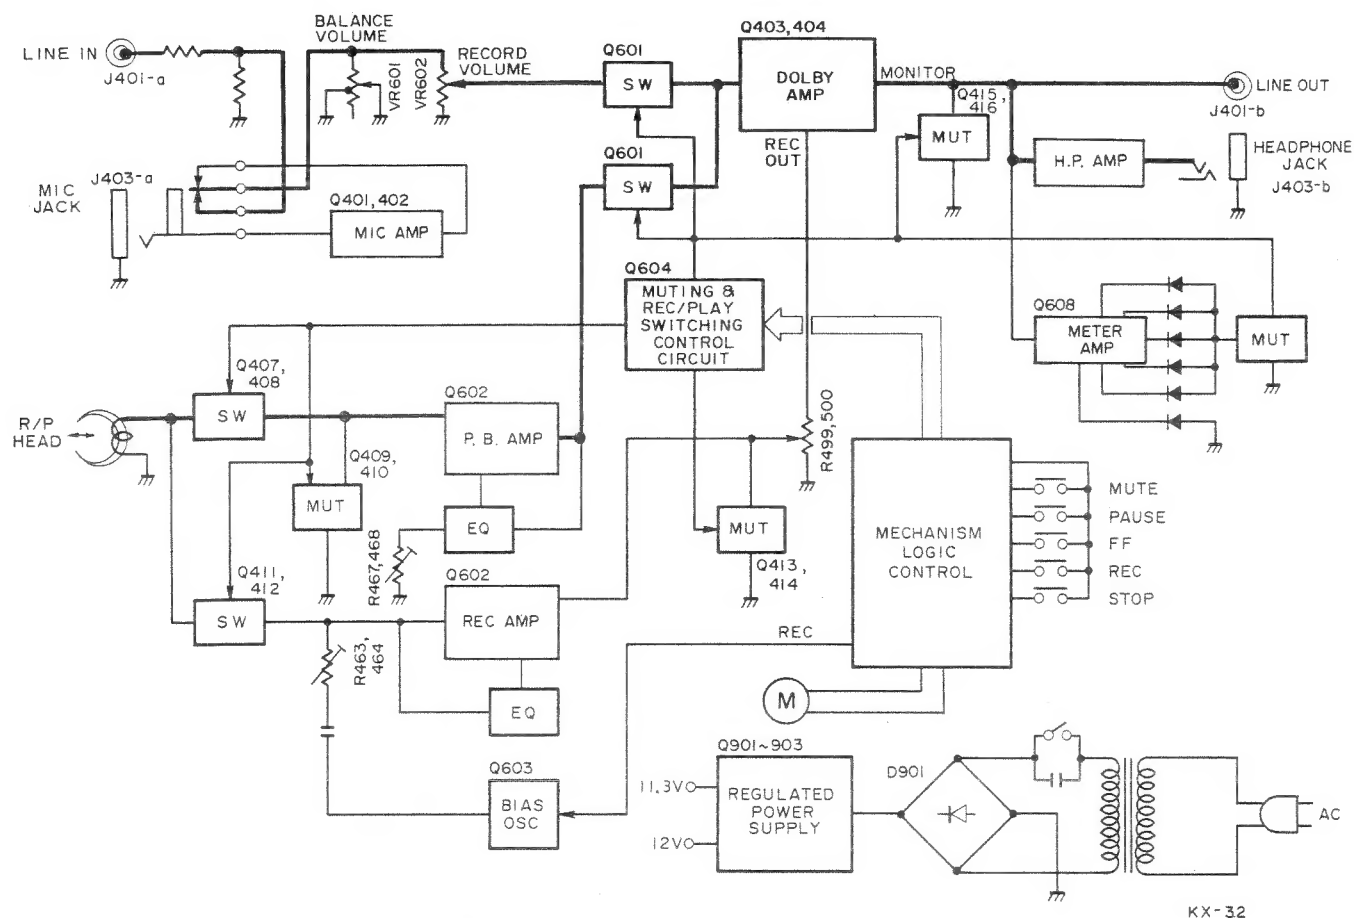 LINE IN
J401-a
BALANCE
VOLUME
VR601
VR602
RECORD
VOLUME
Q601
SW
Q403, 404
DOLBY
AMP
MONITOR
REC
OUT
Q415,
416
MUT
LINE OUT
J401-b
H.P. AMP
HEADPHONE
JACK
J403-b
MIC
JACK
J403-a
Q401, 402
MIC AMP
Q601
SW
Q604
MUTING &
REC/PLAY
SWITCHING
CONTROL
CIRCUIT
Q608
METER
AMP
MUT
R/P
HEAD
Q407,
408
SW
Q409,
410
MUT
Q602
P. B. AMP
EQ
R467, 468
R499, 500
MUT
Q413,
414
Q411,
412
SW
Q602
REC AMP
EQ
R463,
464
REC
MECHANISM
LOGIC
CONTROL
MUTE
PAUSE
FF
REC
STOP
M
Q603
BIAS
OSC
Q901~903
REGULATED
POWER
SUPPLY
11.3V
12V
D901
AC
KX-32